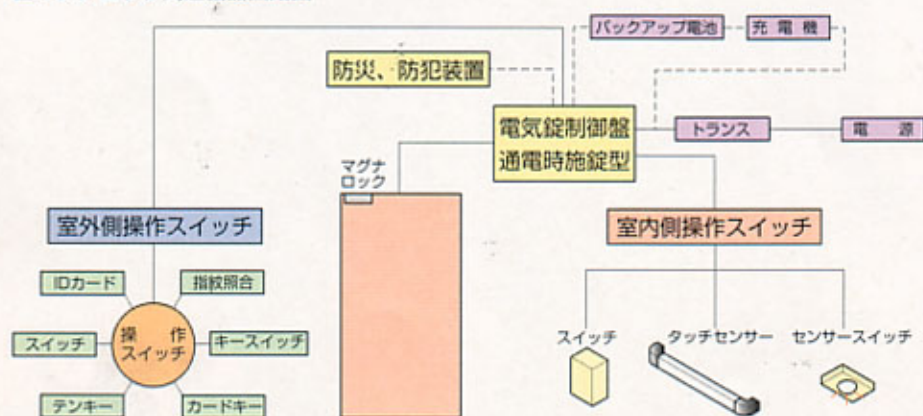 バックアップ電池
充電機
防災、防犯装置
電気錠制御盤
通電時施錠型
トランス
電源
マグナ
ロック
室外側操作スイッチ
室内側操作スイッチ
IDカード
指紋照合
スイッチ
操作
スイッチ
キースイッチ
テンキー
カードキー
スイッチ
タッチセンサー
センサースイッチ